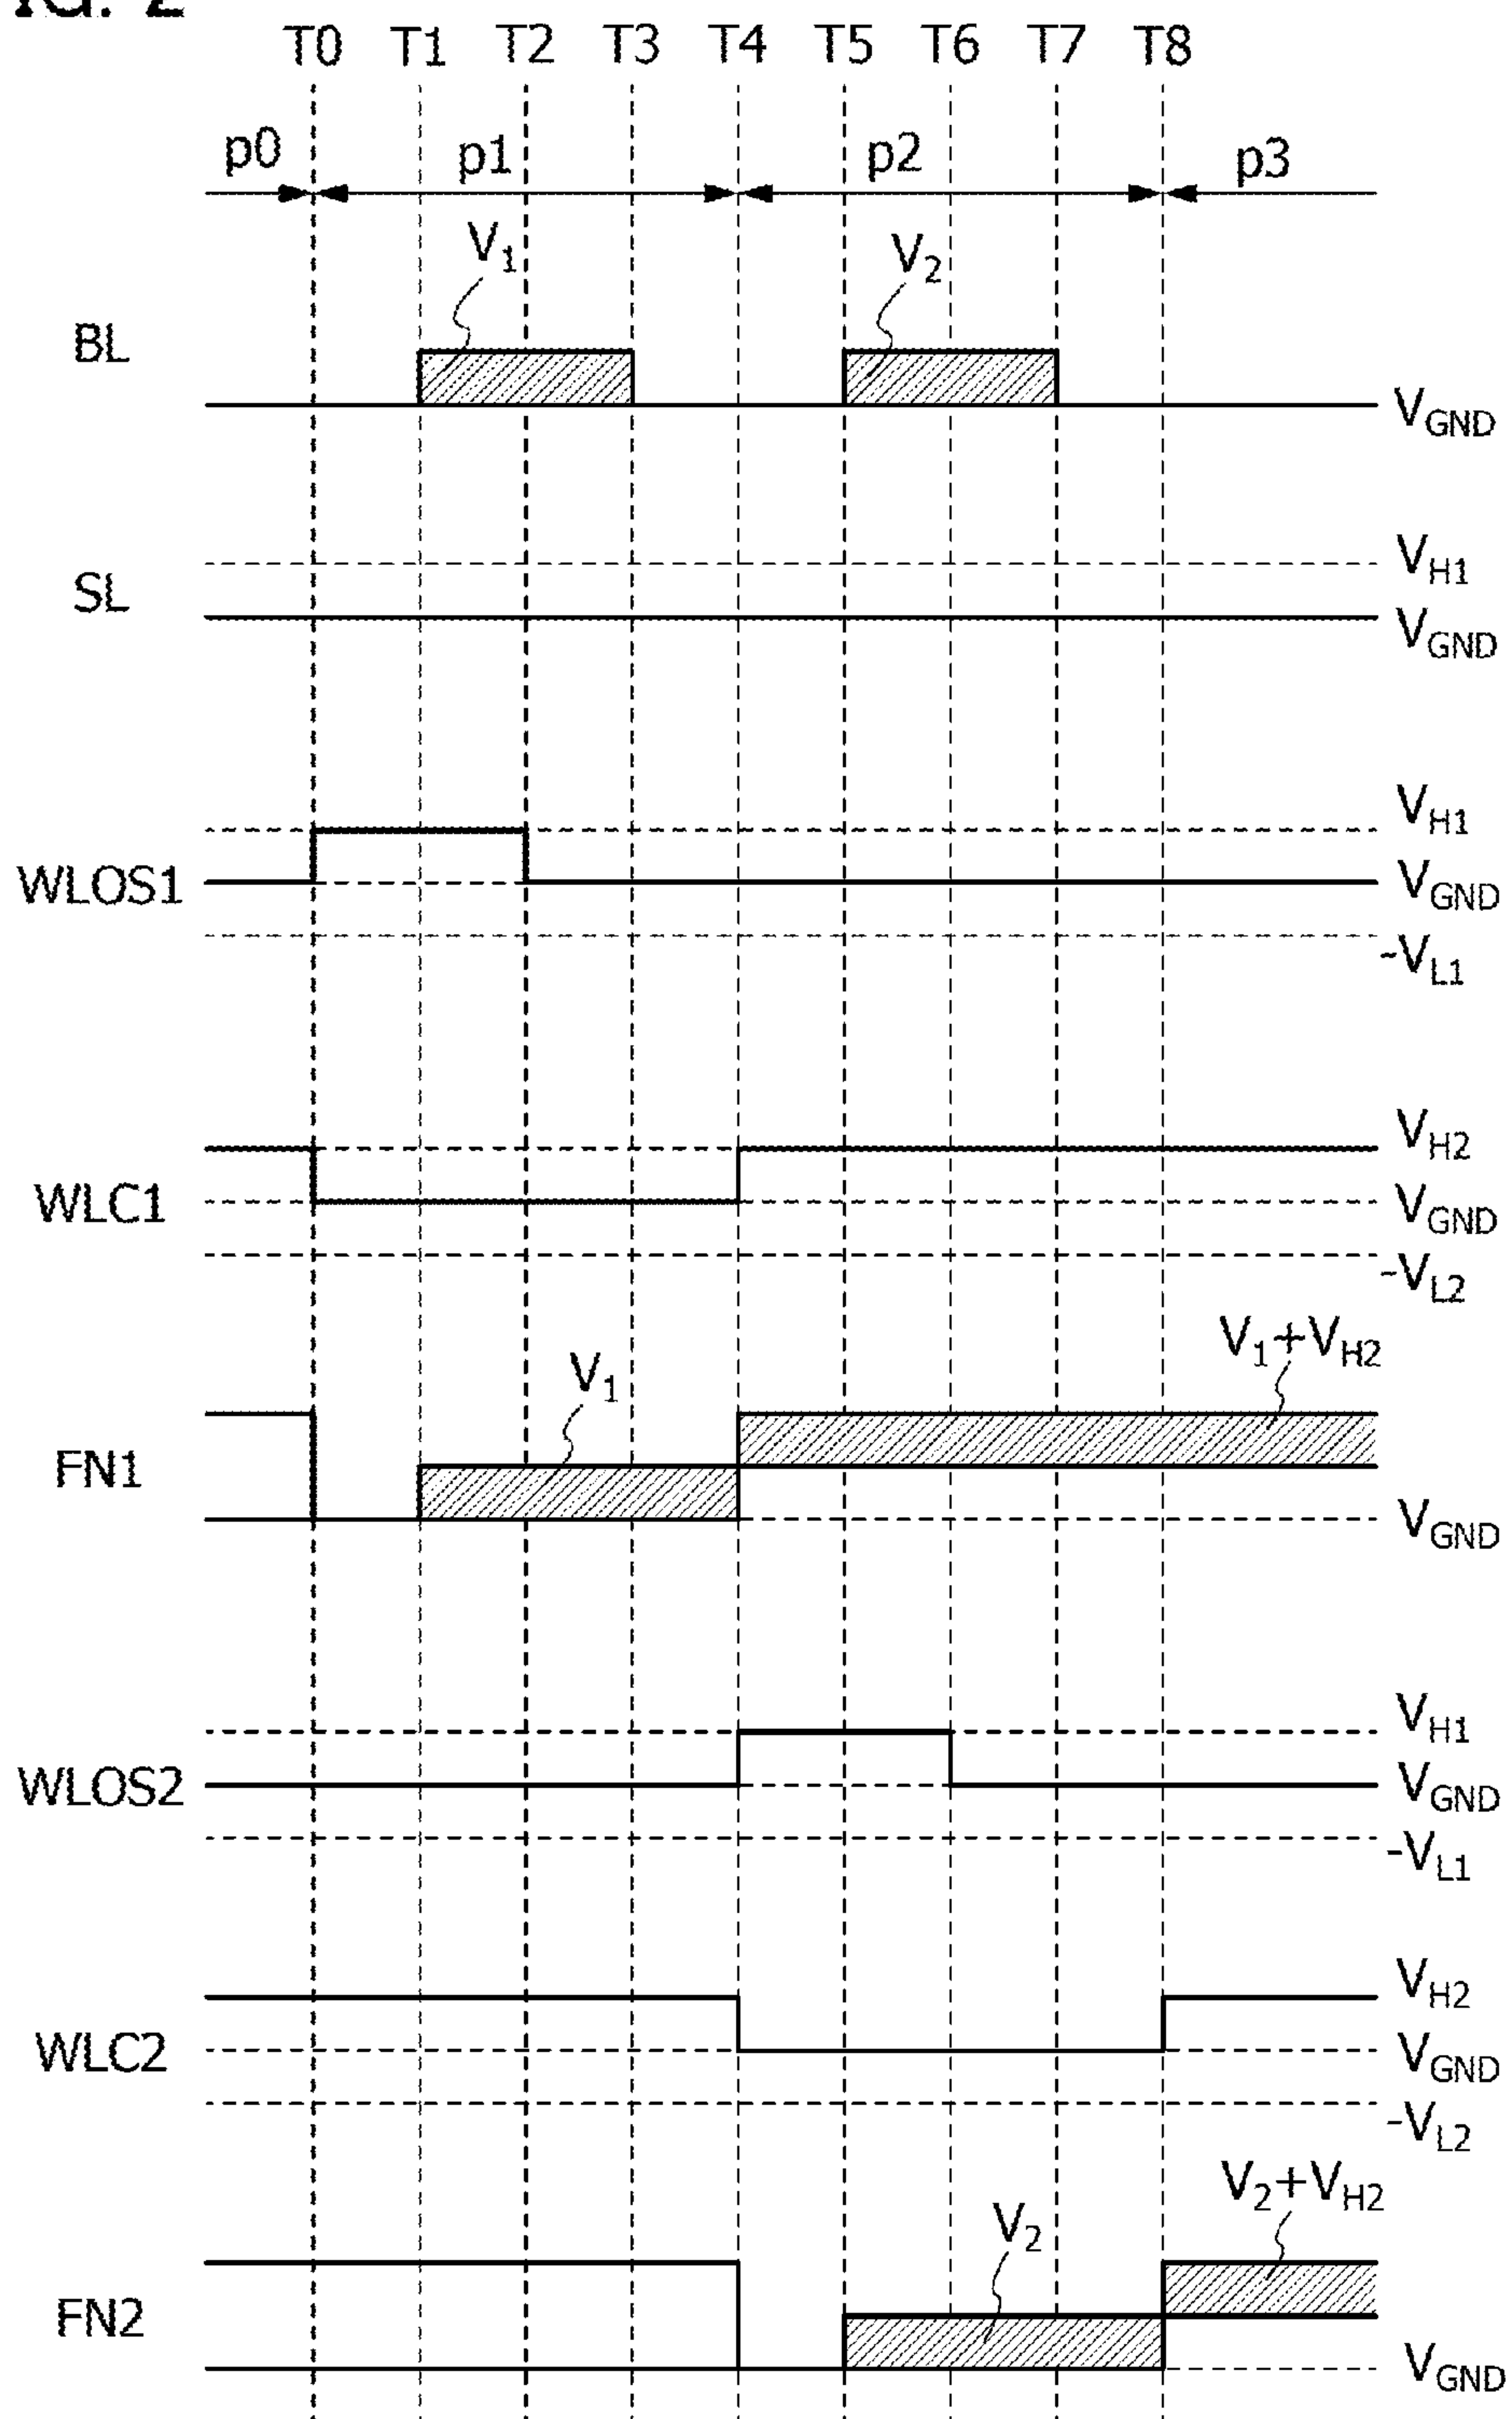 T0 T1 T2 T3 T4 T5 T6 T7 T8
p0 p1 p2 p3
V1 V2
BL
VGND
VH1
SL
VGND
VH1
WLOS1
VGND
-VL1
VH2
WLC1
VGND
-VL2
V1+VH2
V1
FN1
VGND
VH1
WLOS2
VGND
-VL1
VH2
WLC2
VGND
-VL2
V2+VH2
V2
FN2
VGND